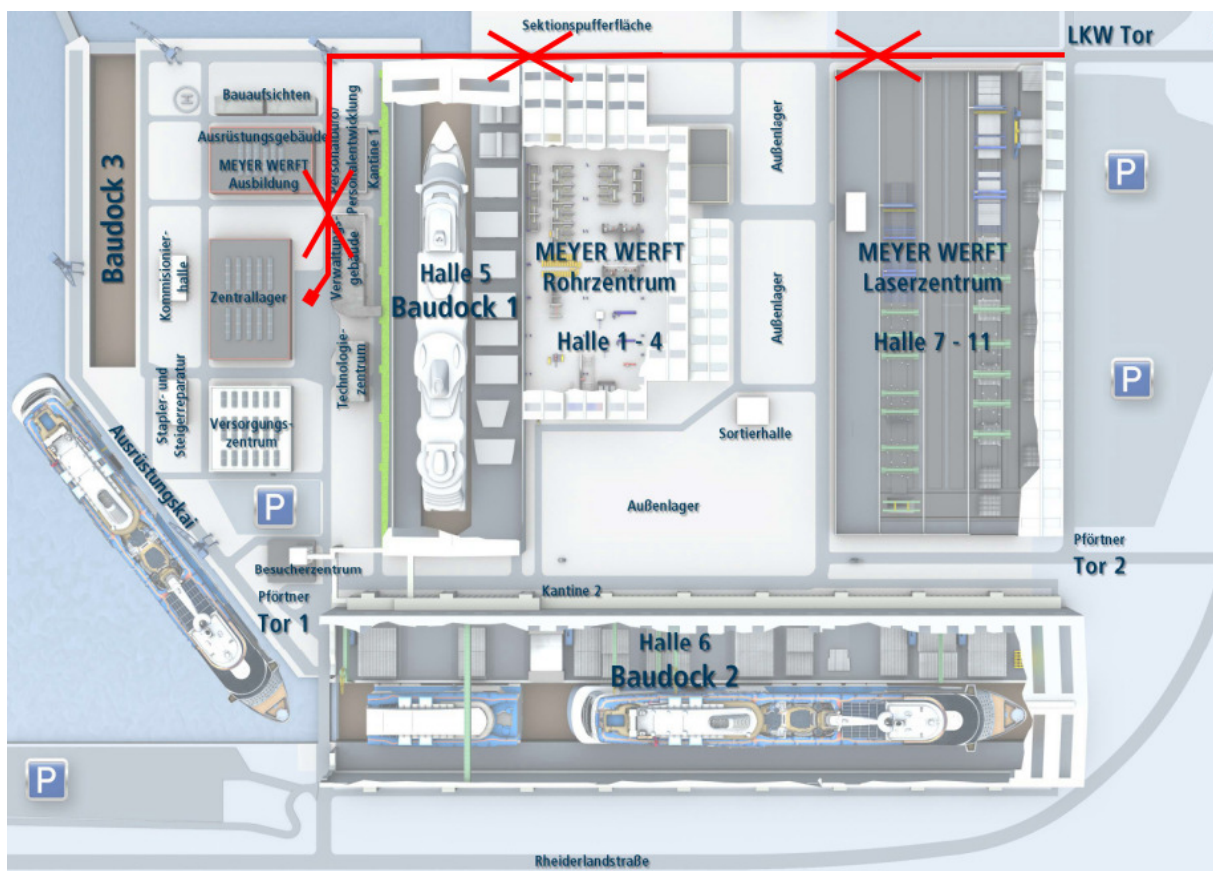 Sektionspufferfläche
LKW Tor
Bauaufsichten
Ausrüstungsgebäude
MEYER WERFT
Ausbildung
Personalbüro/
Personalentwicklung
Kantine 1
Baudock 3
P
Außenlager
Außenlager
Kommisionier-
halle
Zentrallager
Verwaltungs-
gebäude
Halle 5
Baudock 1
MEYER WERFT
Rohrzentrum
Halle 1 - 4
MEYER WERFT
Laserzentrum
Halle 7 - 11
P
Technologie-
zentrum
Stapler- und
Steigerreparatur
Versorgungs-
zentrum
Sortierhalle
Ausrüstungskai
P
Außenlager
Besucherzentrum
Pförtner
Tor 2
Pförtner
Tor 1
Kantine 2
Halle 6
Baudock 2
P
Rheiderlandstraße
H